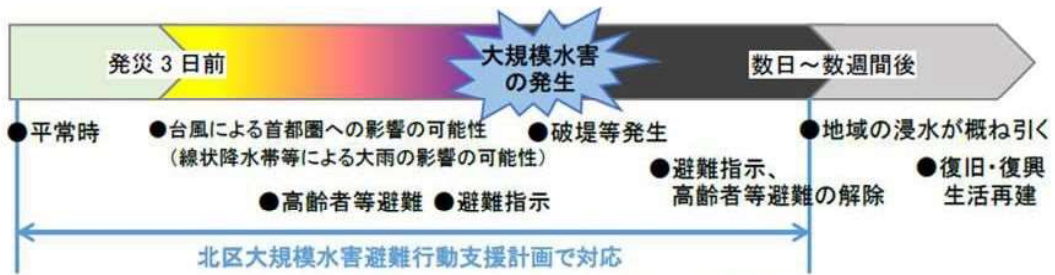 発災3日前
大規模水害
の発生
数日～数週間後
●平常時
●台風による首都圏への影響の可能性
（線状降水帯等による大雨の影響の可能性）
●破堤等発生
●地域の浸水が概ね引く
●高齢者等避難
●避難指示
●避難指示、
高齢者等避難の解除
●復旧・復興
生活再建
北区大規模水害避難行動支援計画で対応